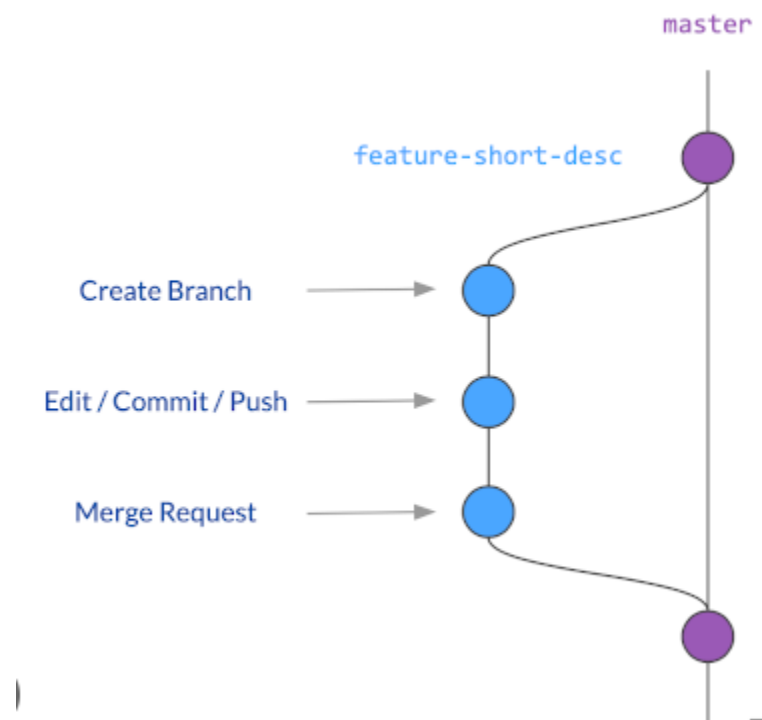 master
feature-short-desc
Create Branch
Edit / Commit / Push
Merge Request